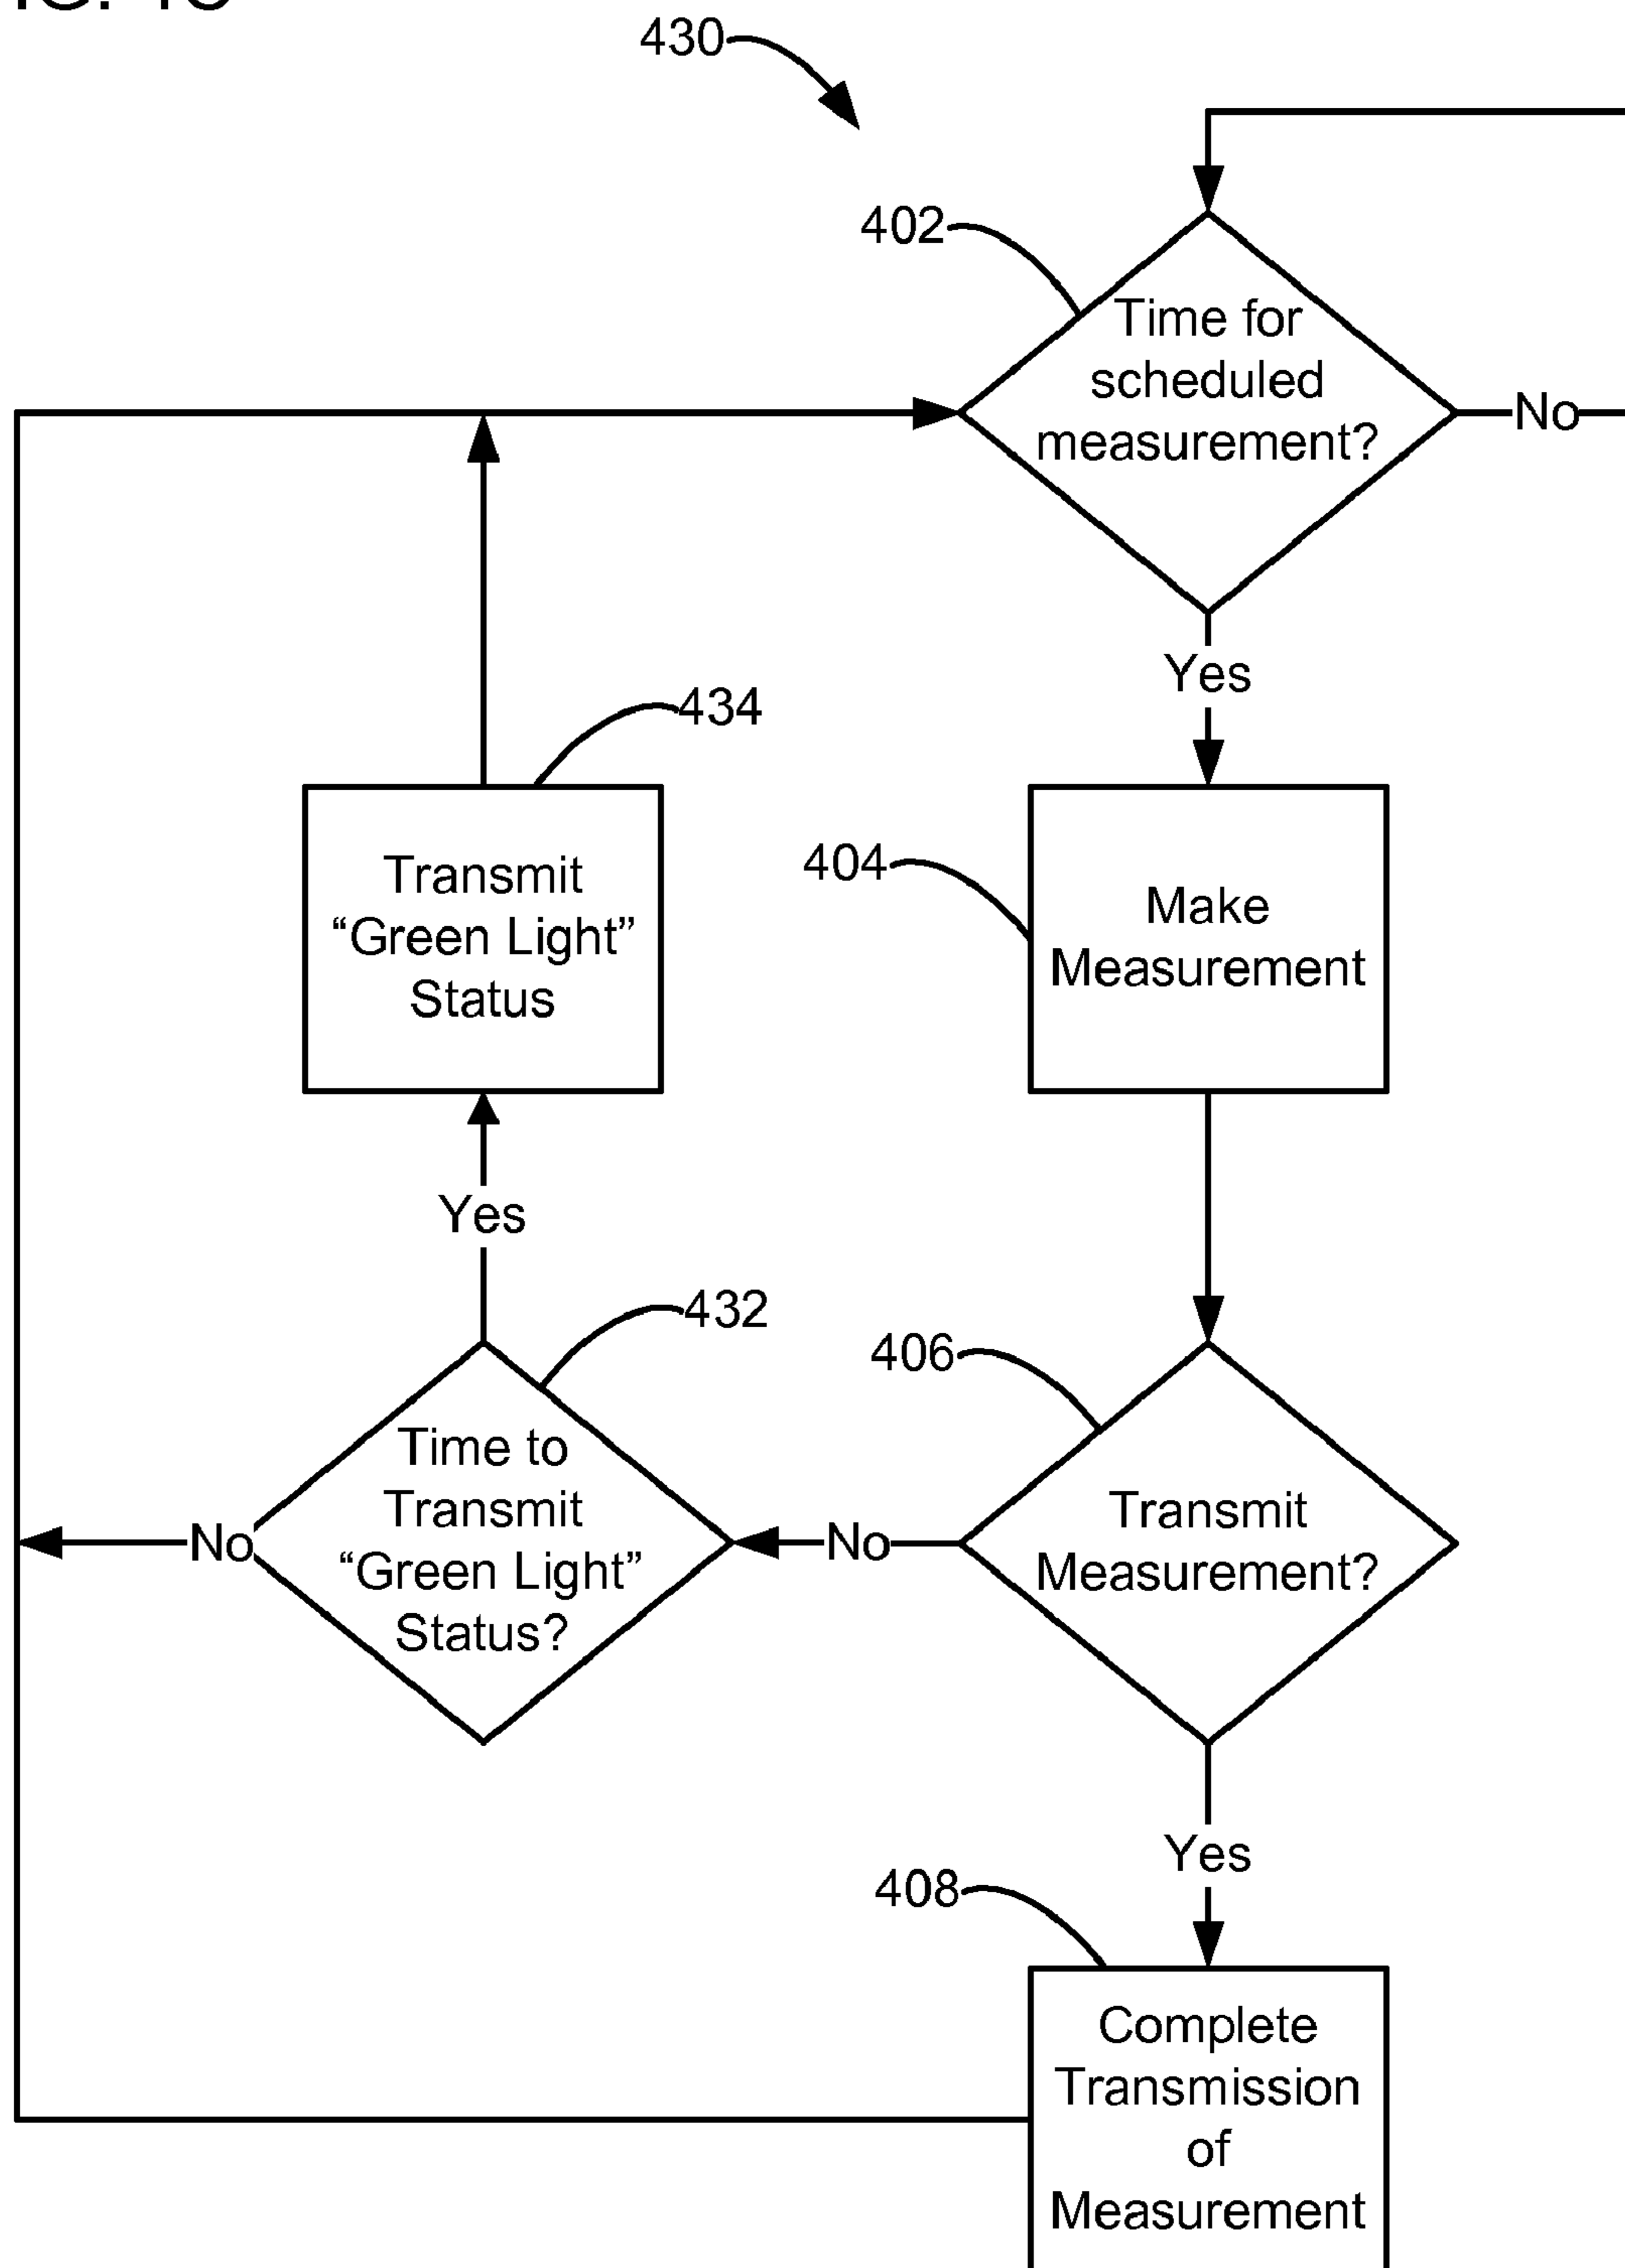 430
402
Time for
scheduled
measurement?
No
Yes
434
Transmit
“Green Light”
Status
404
Make
Measurement
Yes
432
406
Time to
Transmit
“Green Light”
Status?
No
No
Transmit
Measurement?
Yes
408
Complete
Transmission
of
Measurement